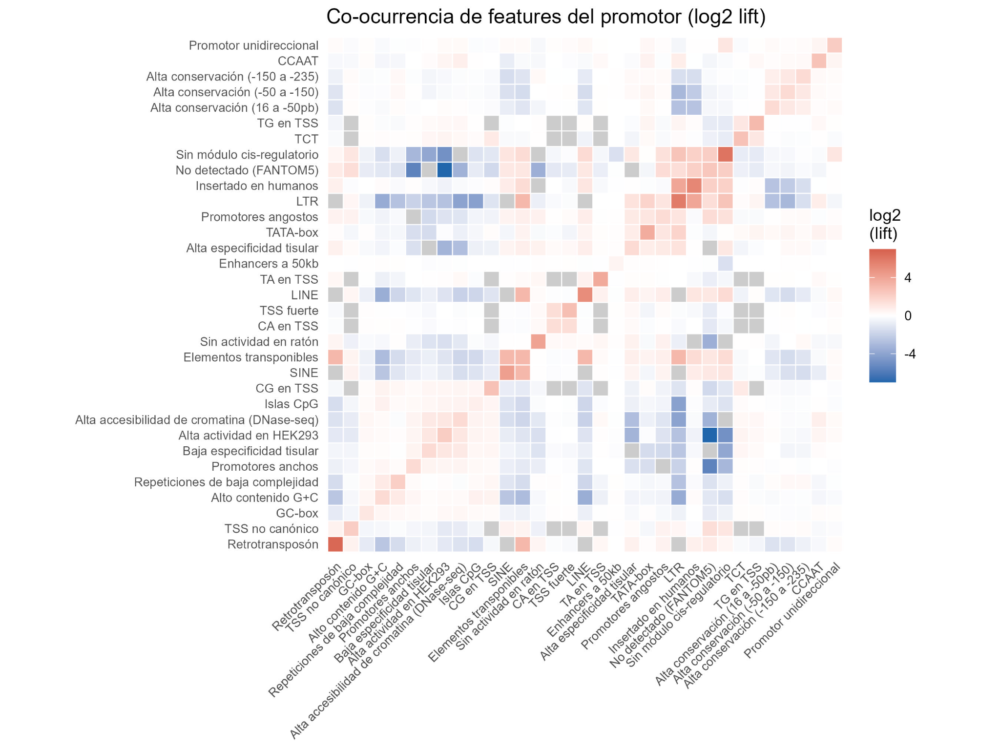 Co-ocurrencia de features del promotor (log2 lift)
Promotor unidireccional
CCAAT
Alta conservación (-150 a -235)
Alta conservación (-50 a -150)
Alta conservación (16 a -50pb)
TG en TSS
TCT
Sin módulo cis-regulatorio
No detectado (FANTOM5)
Insertado en humanos
LTR
Promotores angostos
TATA-box
Alta especificidad tisular
Enhancers a 50kb
TA en TSS
LINE
TSS fuerte
CA en TSS
Sin actividad en ratón
Elementos transponibles
SINE
CG en TSS
Islas CpG
Alta accesibilidad de cromatina (DNase-seq)
Alta actividad en HEK293
Baja especificidad tisular
Promotores anchos
Repeticiones de baja complejidad
Alto contenido G+C
GC-box
TSS no canónico
Retrotransposón
Retrotransposón
TSS no canónico
GC-box
Alto contenido G+C
Repeticiones de baja complejidad
Promotores anchos
Baja especificidad tisular
Alta actividad en HEK293
Alta accesibilidad de cromatina (DNase-seq)
Islas CpG
CG en TSS
SINE
Elementos transponibles
Sin actividad en ratón
CA en TSS
TSS fuerte
LINE
TA en TSS
Enhancers a 50kb
Alta especificidad tisular
TATA-box
Promotores angostos
LTR
Insertado en humanos
No detectado (FANTOM5)
Sin módulo cis-regulatorio
TCT
TG en TSS
Alta conservación (16 a -50pb)
Alta conservación (-50 a -150)
Alta conservación (-150 a -235)
CCAAT
Promotor unidireccional
log2
(lift)
4
0
-4